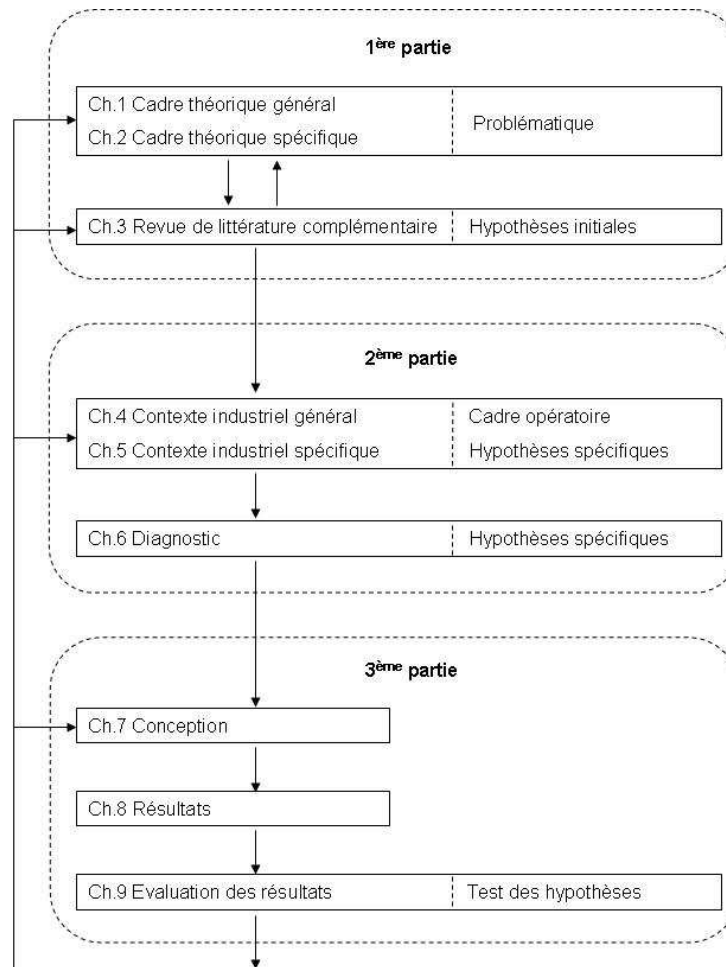 1ère partie
Ch.1 Cadre théorique général
Ch.2 Cadre théorique spécifique
Problématique
Ch.3 Revue de littérature complémentaire
Hypothèses initiales
2ème partie
Ch.4 Contexte industriel général
Cadre opératoire
Ch.5 Contexte industriel spécifique
Hypothèses spécifiques
Ch.6 Diagnostic
Hypothèses spécifiques
3ème partie
Ch.7 Conception
Ch.8 Résultats
Ch.9 Evaluation des résultats
Test des hypothèses